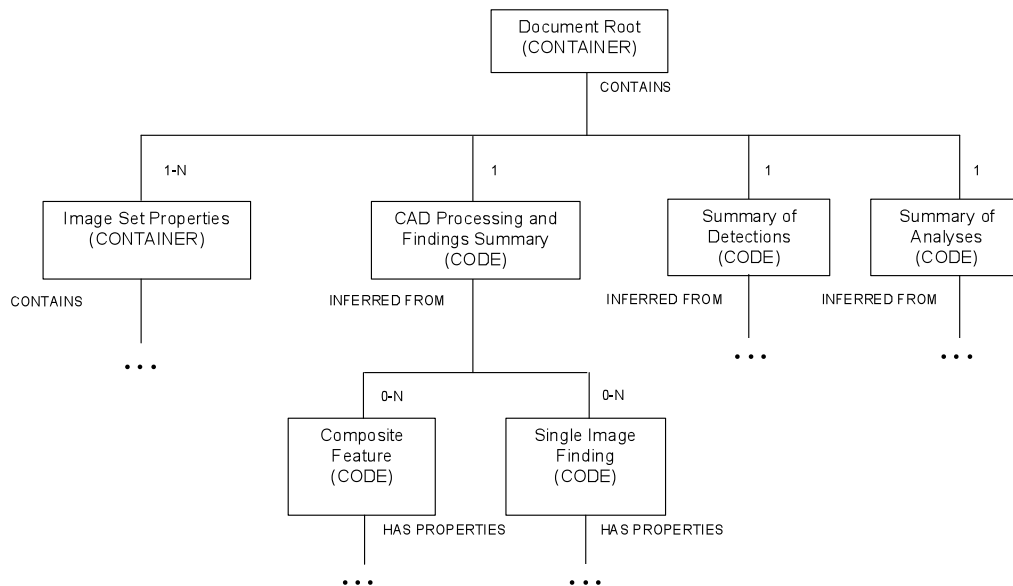 Document Root
(CONTAINER)
CONTAINS
1-N
1
1
1
Image Set Properties
(CONTAINER)
CAD Processing and
Findings Summary
(CODE)
Summary of
Detections
(CODE)
Summary of
Analyses
(CODE)
CONTAINS
INFERRED FROM
INFERRED FROM
INFERRED FROM
...
...
...
0-N
0-N
Composite
Feature
(CODE)
Single Image
Finding
(CODE)
HAS PROPERTIES
HAS PROPERTIES
...
...